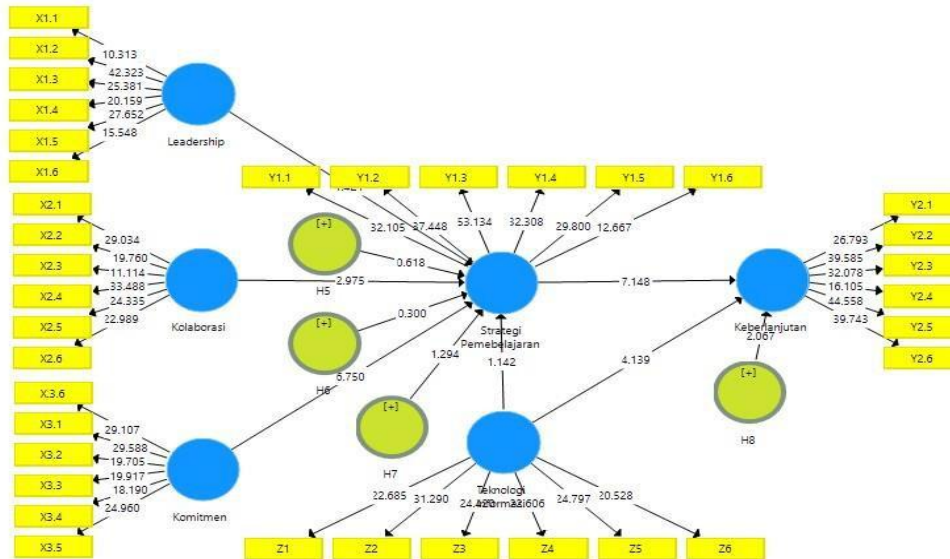 X1.1
X1.2
X1.3
X1.4
X1.5
X1.6
10.313
42.323
25.381
20.159
27.652
15.548
Leadership
Y1.1
Y1.2
Y1.3
Y1.4
Y1.5
Y1.6
32.105
37.448
53.134
32.308
29.800
12.667
X2.1
X2.2
X2.3
X2.4
X2.5
X2.6
29.034
19.760
11.114
33.488
24.335
22.989
Kolaborasi
[+]
H5
0.618
2.975
[+]
H6
0.300
6.750
Strategi
Pemebelajaran
7.148
Keberlanjutan
Y2.1
Y2.2
Y2.3
Y2.4
Y2.5
Y2.6
26.793
39.585
32.078
16.105
44.558
39.743
X.3.6
X3.1
X3.2
X3.3
X3.4
X3.5
29.107
29.588
19.705
19.917
18.190
24.960
Komitmen
[+]
H7
1.294
1.142
4.139
2.067
[+]
H8
Teknologi
22.685
31.290
24.797
20.528
Z1
Z2
Z3
Z4
Z5
Z6